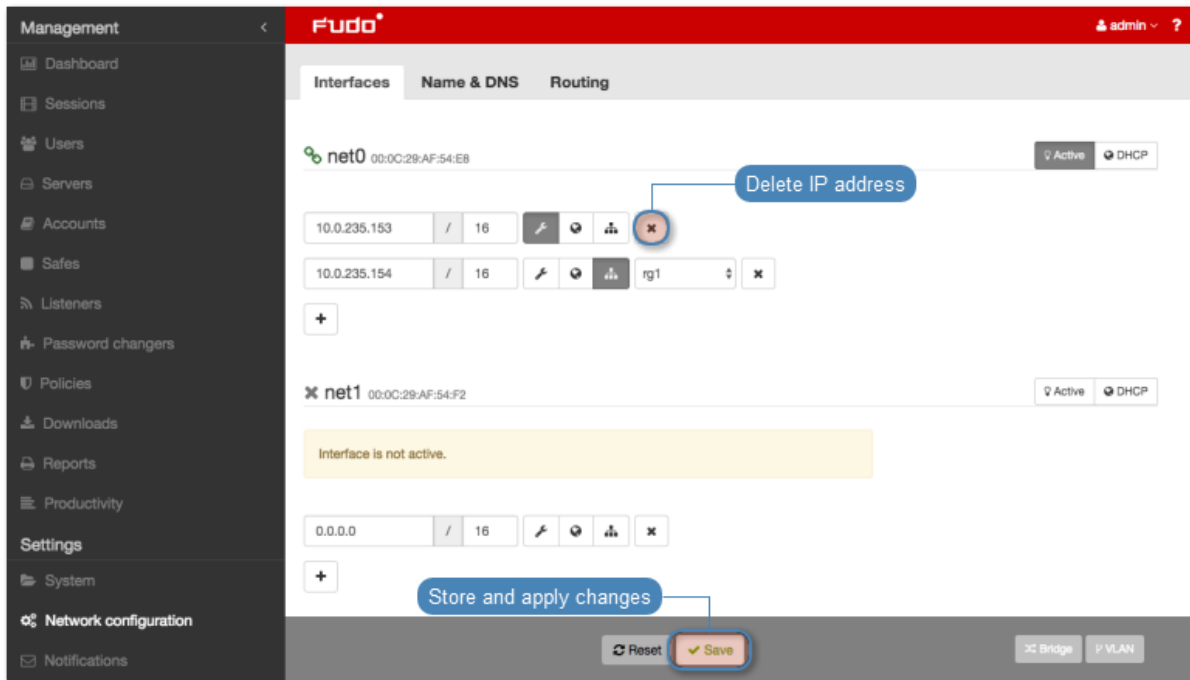 Management
Fudo
admin ?
Dashboard
Interfaces Name & DNS Routing
Sessions
Users
net0 00:0C:29:AF:54:E8
Active DHCP
Servers
Delete IP address
Accounts
10.0.235.153 / 16
Safes
10.0.235.154 / 16 rg1
Listeners
+
Password changers
Policies
net1 00:0C:29:AF:54:F2
Active DHCP
Downloads
Interface is not active.
Reports
Productivity
0.0.0.0 / 16
Settings
System
+
Store and apply changes
Network configuration
Reset Save
Bridge VLAN
Notifications